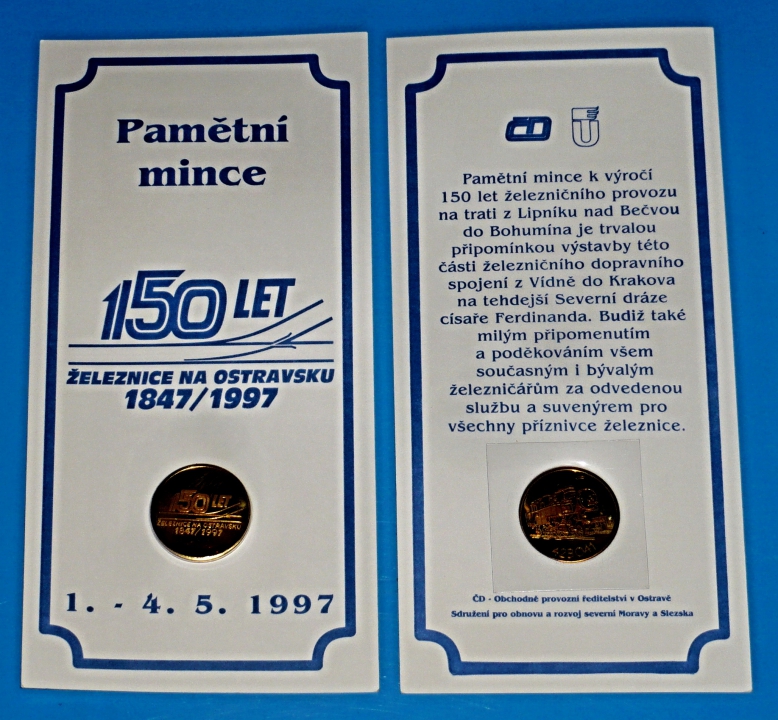 Pamětní
mince
150 LET
ŽELEZNICE NA OSTRAVSKU
1847/1997
150 LET
ŽELEZNICE NA OSTRAVSKU
1847/1997
1. - 4. 5. 1997
ČD
U
Pamětní mince k výročí
150 let železničního provozu
na trati z Lipníku nad Bečvou
do Bohumína je trvalou
připomínkou výstavby této
části železničního dopravního
spojení z Vídně do Krakova
na tehdejší Severní dráze
císaře Ferdinanda. Budiž také
milým připomenutím
a poděkováním všem
současným i bývalým
železničářům za odvedenou
službu a suvenýrem pro
všechny příznivce železnice.
ČD - Obchodně provozní ředitelství v Ostravě
Sdružení pro obnovu a rozvoj severní Moravy a Slezska